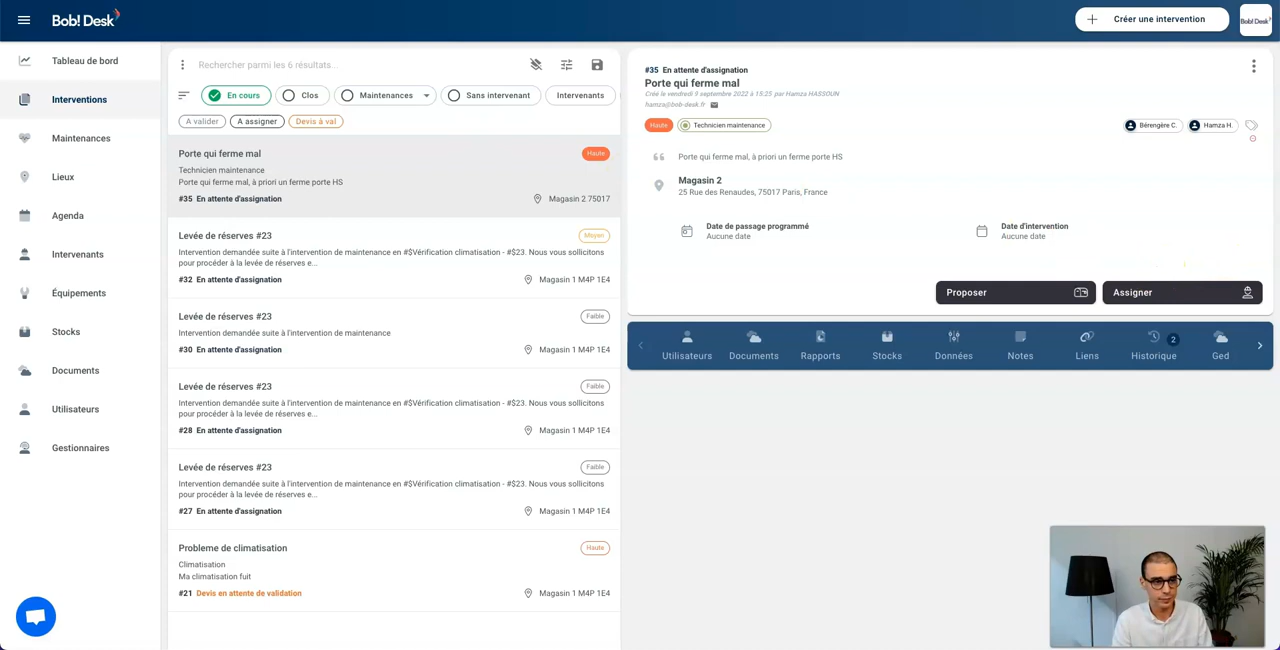 Bob! Desk
Créer une intervention
Bob! Desk
Tableau de bord
Interventions
Maintenances
Lieux
Agenda
Intervenants
Équipements
Stocks
Documents
Utilisateurs
Gestionnaires
Rechercher parmi les 6 résultats...
En cours
Clos
Maintenances
Sans intervenant
Intervenants
A valider
A assigner
Devis à val
Porte qui ferme mal
Haute
Technicien maintenance
Porte qui ferme mal, à priori un ferme porte HS
#35 En attente d'assignation
Magasin 2 75017
Levée de réserves #23
Moyen
Intervention demandée suite à l'intervention de maintenance en #$Vérification climatisation - #$23. Nous vous sollicitons
pour procéder à la levée de réserves e...
#32 En attente d'assignation
Magasin 1 M4P 1E4
Levée de réserves #23
Faible
Intervention demandée suite à l'intervention de maintenance
#30 En attente d'assignation
Magasin 1 M4P 1E4
Levée de réserves #23
Faible
Intervention demandée suite à l'intervention de maintenance en #$Vérification climatisation - #$23. Nous vous sollicitons
pour procéder à la levée de réserves e...
#28 En attente d'assignation
Magasin 1 M4P 1E4
Levée de réserves #23
Faible
Intervention demandée suite à l'intervention de maintenance en #$Vérification climatisation - #$23. Nous vous sollicitons
pour procéder à la levée de réserves e...
#27 En attente d'assignation
Magasin 1 M4P 1E4
Probleme de climatisation
Haute
Climatisation
Ma climatisation fuit
#21 Devis en attente de validation
Magasin 1 M4P 1E4
#35 En attente d'assignation
Porte qui ferme mal
Créé le vendredi 9 septembre 2022 à 15:25 par Hamza HASSOUN
hamza@bob-desk.fr
Haute
Technicien maintenance
Bérengère C.
Hamza H.
Porte qui ferme mal, à priori un ferme porte HS
Magasin 2
25 Rue des Renaudes, 75017 Paris, France
Date de passage programmé
Aucune date
Date d'intervention
Aucune date
Proposer
Assigner
Utilisateurs
Documents
Rapports
Stocks
Données
Notes
Liens
Historique
2
Ged